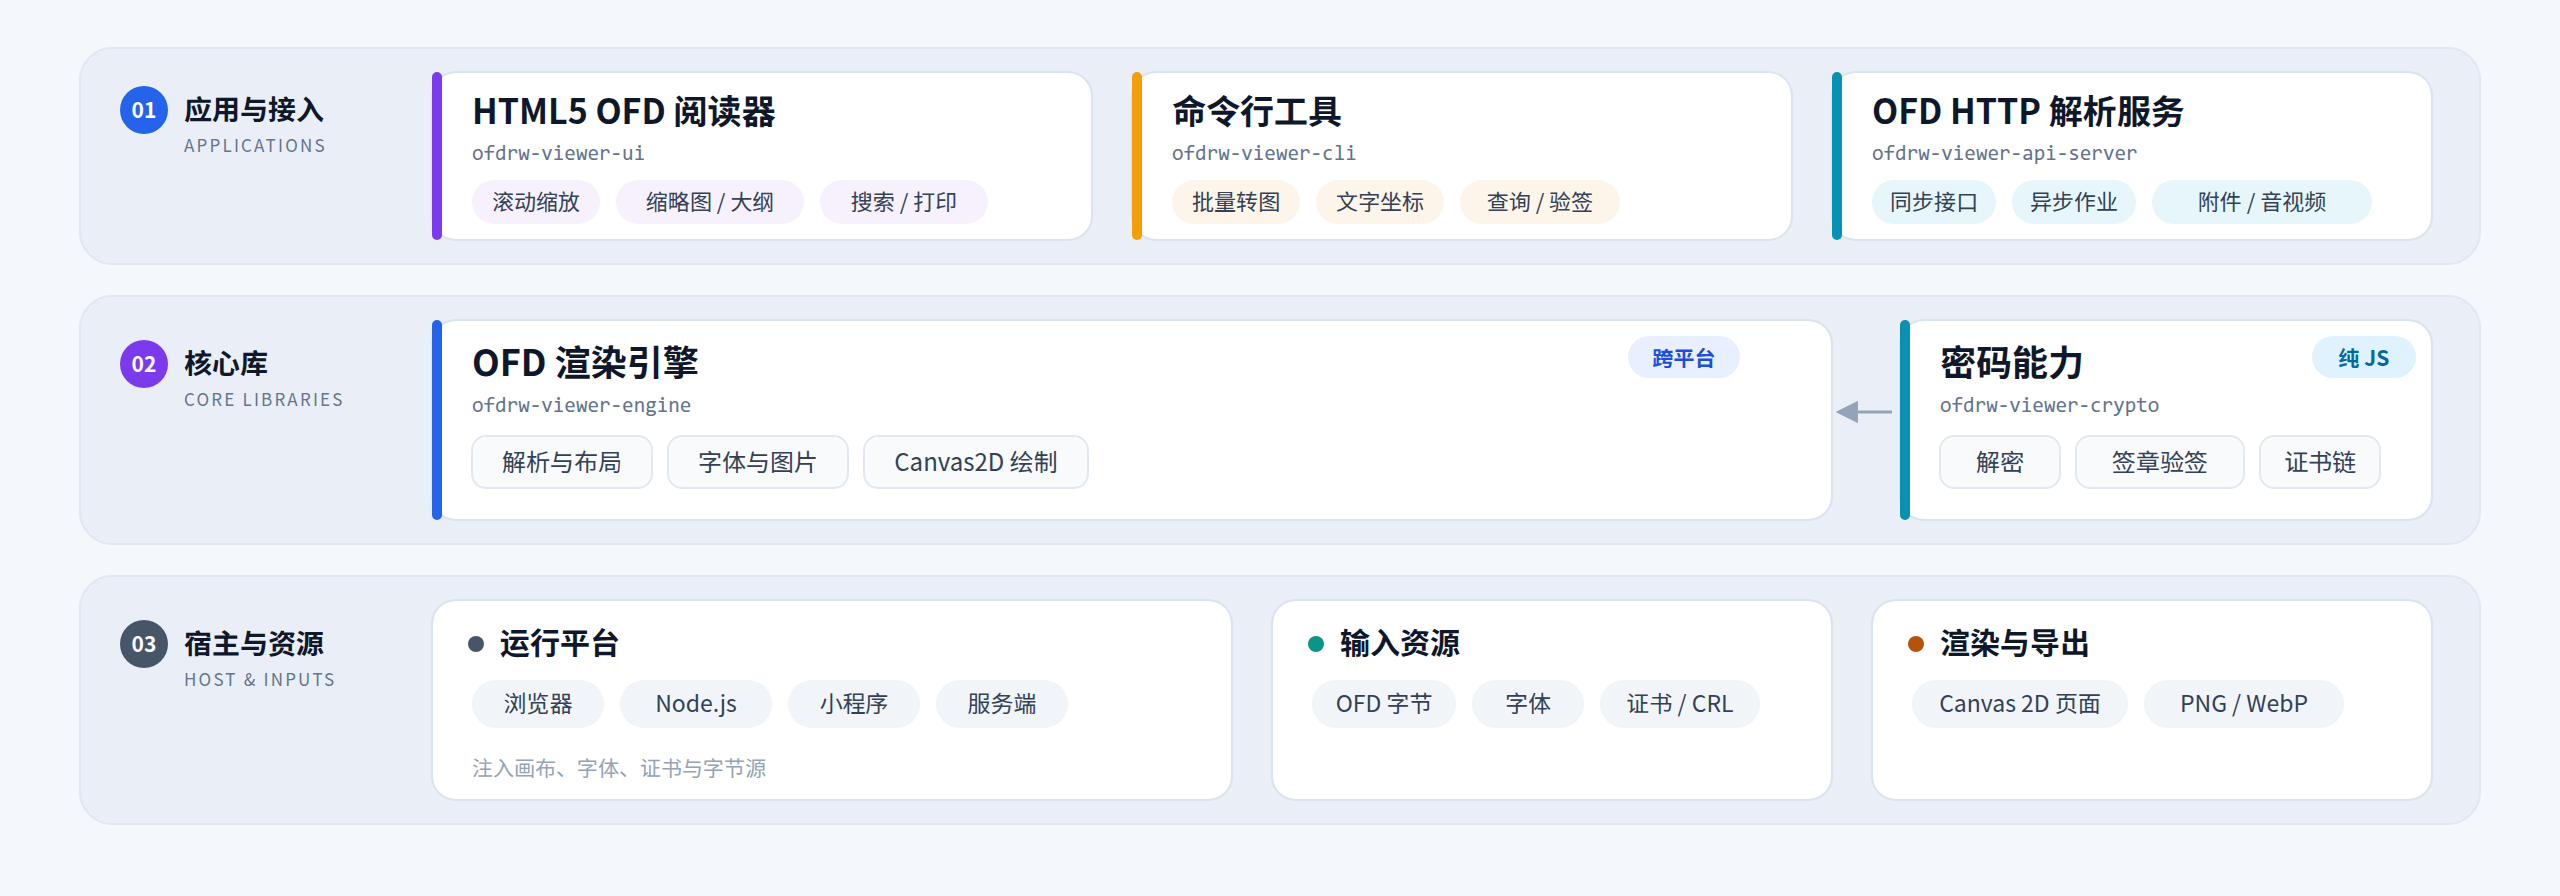 01 应用与接入
APPLICATIONS
HTML5 OFD 阅读器
ofdrw-viewer-ui
滚动缩放 缩略图 / 大纲 搜索 / 打印
命令行工具
ofdrw-viewer-cli
批量转图 文字坐标 查询 / 验签
OFD HTTP 解析服务
ofdrw-viewer-api-server
同步接口 异步作业 附件 / 音视频
02 核心库
CORE LIBRARIES
OFD 渲染引擎 跨平台
ofdrw-viewer-engine
解析与布局 字体与图片 Canvas2D 绘制
密码能力 纯 JS
ofdrw-viewer-crypto
解密 签章验签 证书链
03 宿主与资源
HOST & INPUTS
运行平台
浏览器 Node.js 小程序 服务端
注入画布、字体、证书与字节源
输入资源
OFD 字节 字体 证书 / CRL
渲染与导出
Canvas 2D 页面 PNG / WebP